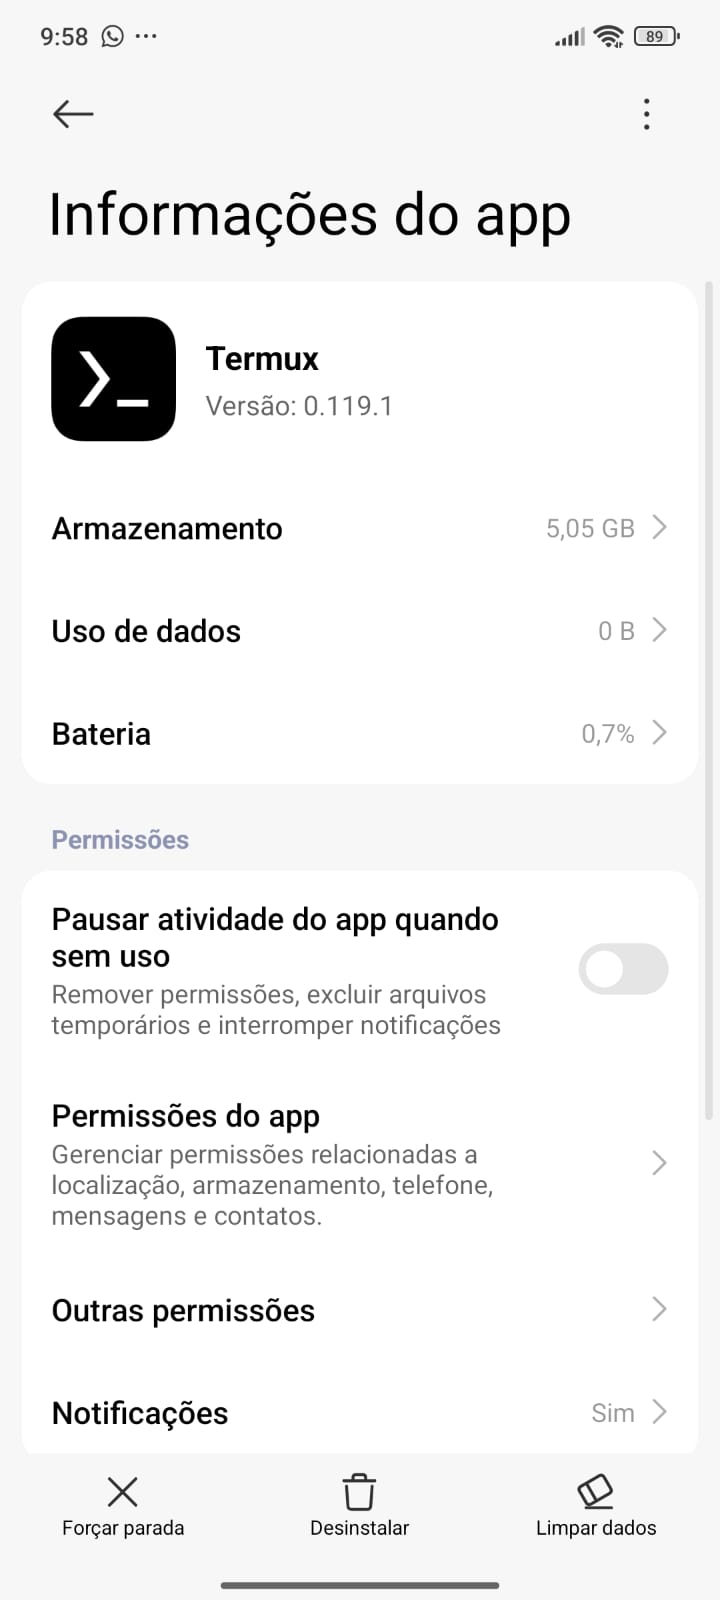 9:58
89
Informações do app
Termux
Versão: 0.119.1
Armazenamento 5,05 GB
Uso de dados 0 B
Bateria 0,7%
Permissões
Pausar atividade do app quando
sem uso
Remover permissões, excluir arquivos
temporários e interromper notificações
Permissões do app
Gerenciar permissões relacionadas a
localização, armazenamento, telefone,
mensagens e contatos.
Outras permissões
Notificações Sim
Forçar parada Desinstalar Limpar dados